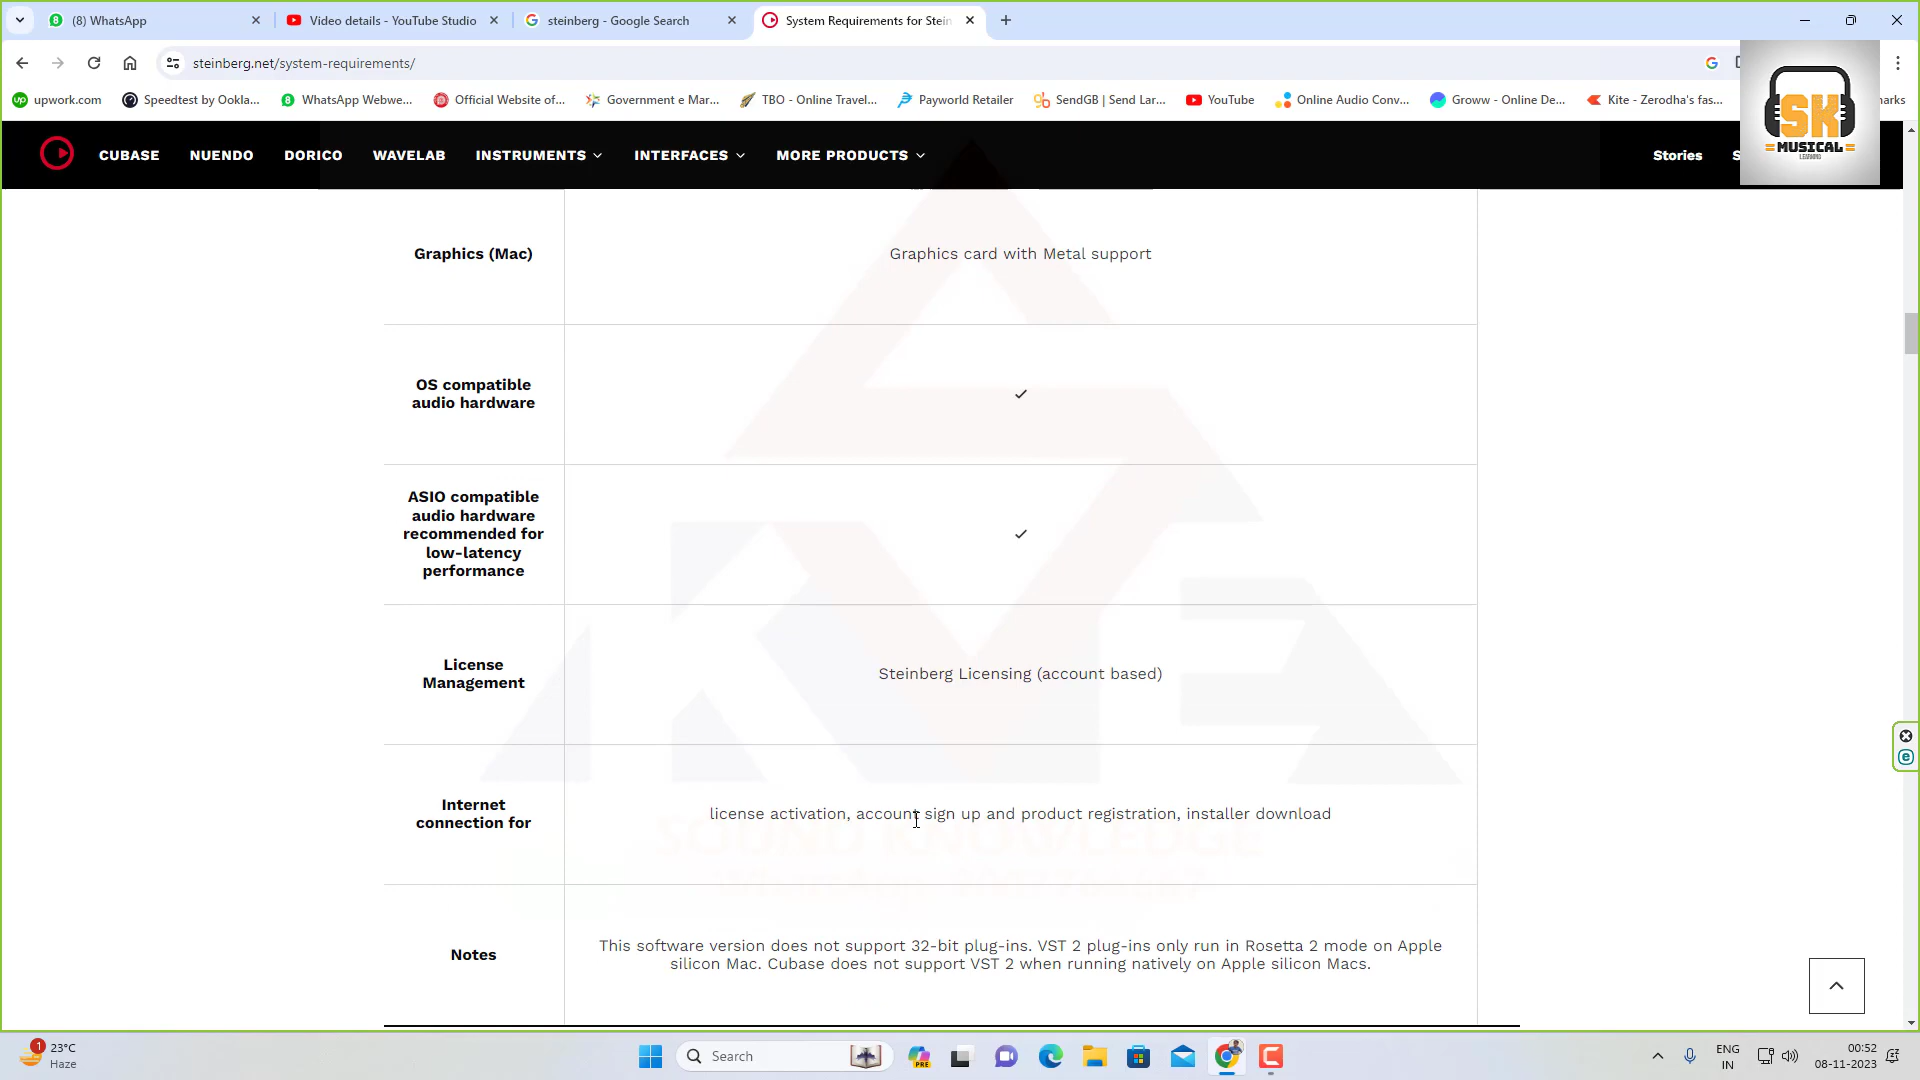 (8) WhatsApp
Video details - YouTube Studio
steinberg - Google Search
System Requirements for Stein
steinberg.net/system-requirements/
upwork.com
Speedtest by Ookla...
WhatsApp Webwe...
Official Website of...
Government e Mar...
TBO - Online Travel...
Payworld Retailer
SendGB | Send Lar...
YouTube
Online Audio Conv...
Groww - Online De...
Kite - Zerodha's fas...
SK
MUSICAL
LEARNING
CUBASE
NUENDO
DORICO
WAVELAB
INSTRUMENTS
INTERFACES
MORE PRODUCTS
Stories
Graphics (Mac)
Graphics card with Metal support
OS compatible
audio hardware
ASIO compatible
audio hardware
recommended for
low-latency
performance
License
Management
Steinberg Licensing (account based)
Internet
connection for
license activation, account sign up and product registration, installer download
SOUND KNOWLEDGE
Notes
This software version does not support 32-bit plug-ins. VST 2 plug-ins only run in Rosetta 2 mode on Apple
silicon Mac. Cubase does not support VST 2 when running natively on Apple silicon Macs.
1
23°C
Haze
Search
PRE
ENG
IN
00:52
08-11-2023